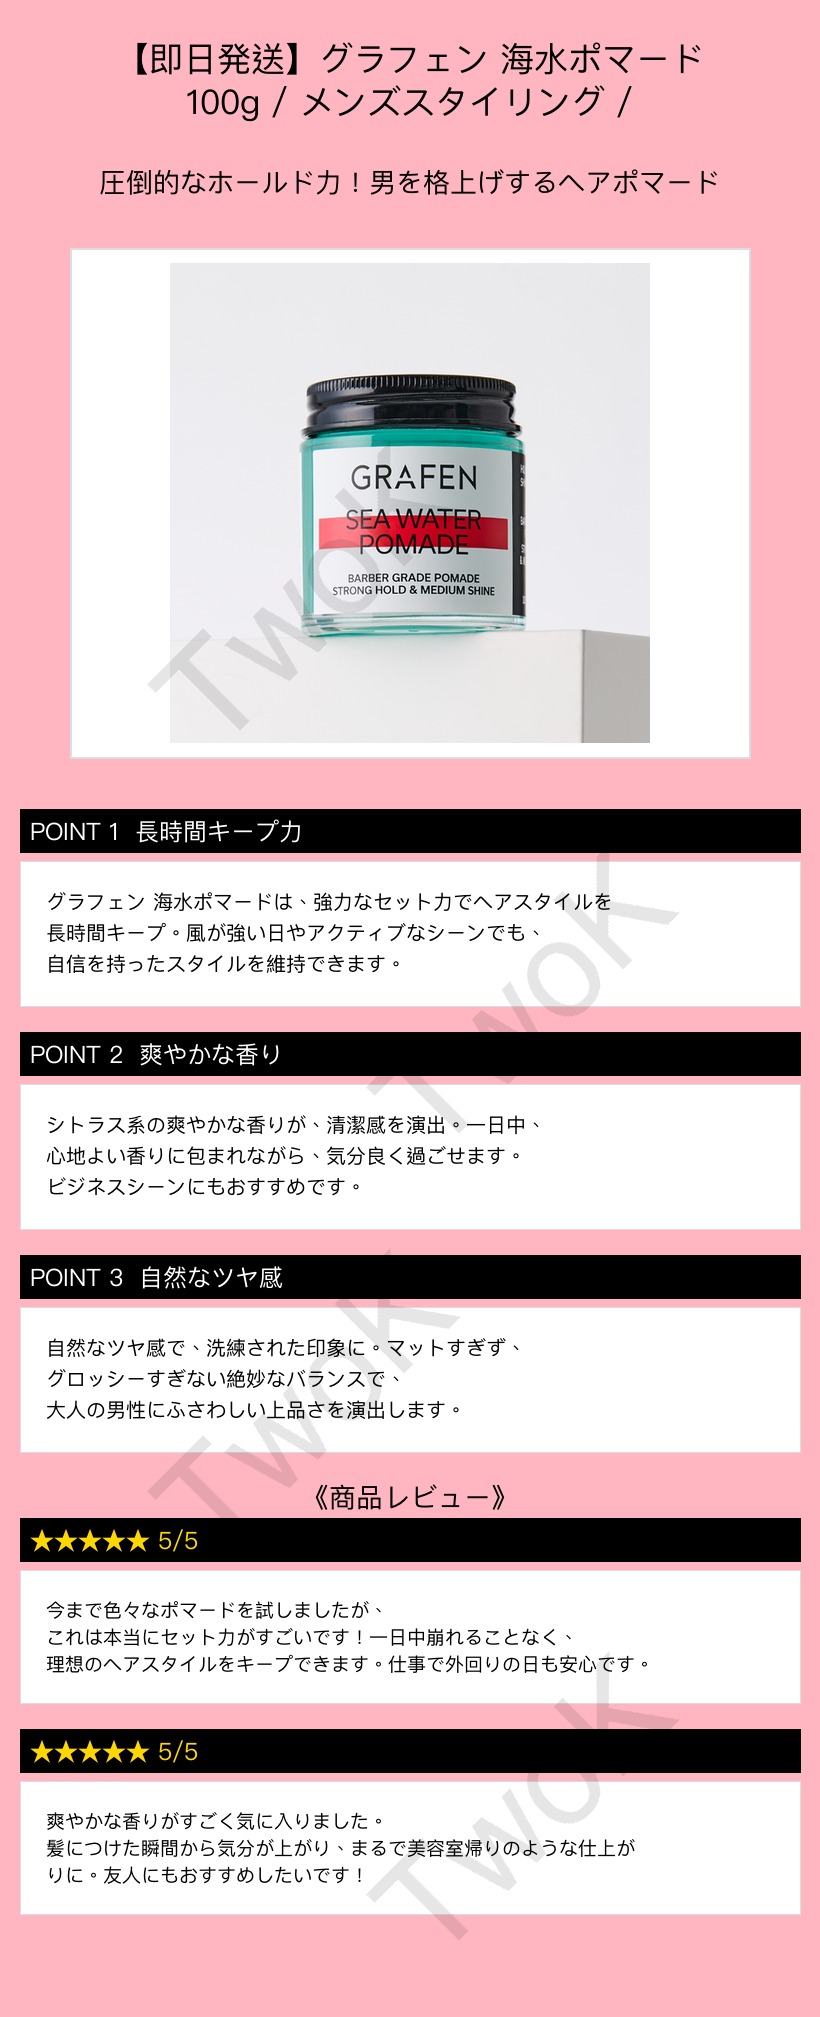 【即日発送】グラフェン 海水ポマード
100g / メンズスタイリング /
圧倒的なホールド力！男を格上げするヘアポマード
GRAFEN
SEA WATER
POMADE
BARBER GRADE POMADE
STRONG HOLD & MEDIUM SHINE
TwoK
POINT 1 長時間キープ力
グラフェン 海水ポマードは、強力なセット力でヘアスタイルを
長時間キープ。風が強い日やアクティブなシーンでも、
自信を持ったスタイルを維持できます。
TwoK
POINT 2 爽やかな香り
シトラス系の爽やかな香りが、清潔感を演出。一日中、
心地よい香りに包まれながら、気分良く過ごせます。
ビジネスシーンにもおすすめです。
POINT 3 自然なツヤ感
自然なツヤ感で、洗練された印象に。マットすぎず、
グロッシーすぎない絶妙なバランスで、
大人の男性にふさわしい上品さを演出します。
TwoK
《商品レビュー》
★★★★★ 5/5
今まで色々なポマードを試しましたが、
これは本当にセット力がすごいです！一日中崩れることなく、
理想のヘアスタイルをキープできます。仕事で外回りの日も安心です。
★★★★★ 5/5
爽やかな香りがすごく気に入りました。
髪につけた瞬間から気分が上がり、まるで美容室帰りのような仕上が
りに。友人にもおすすめしたいです！
TwoK